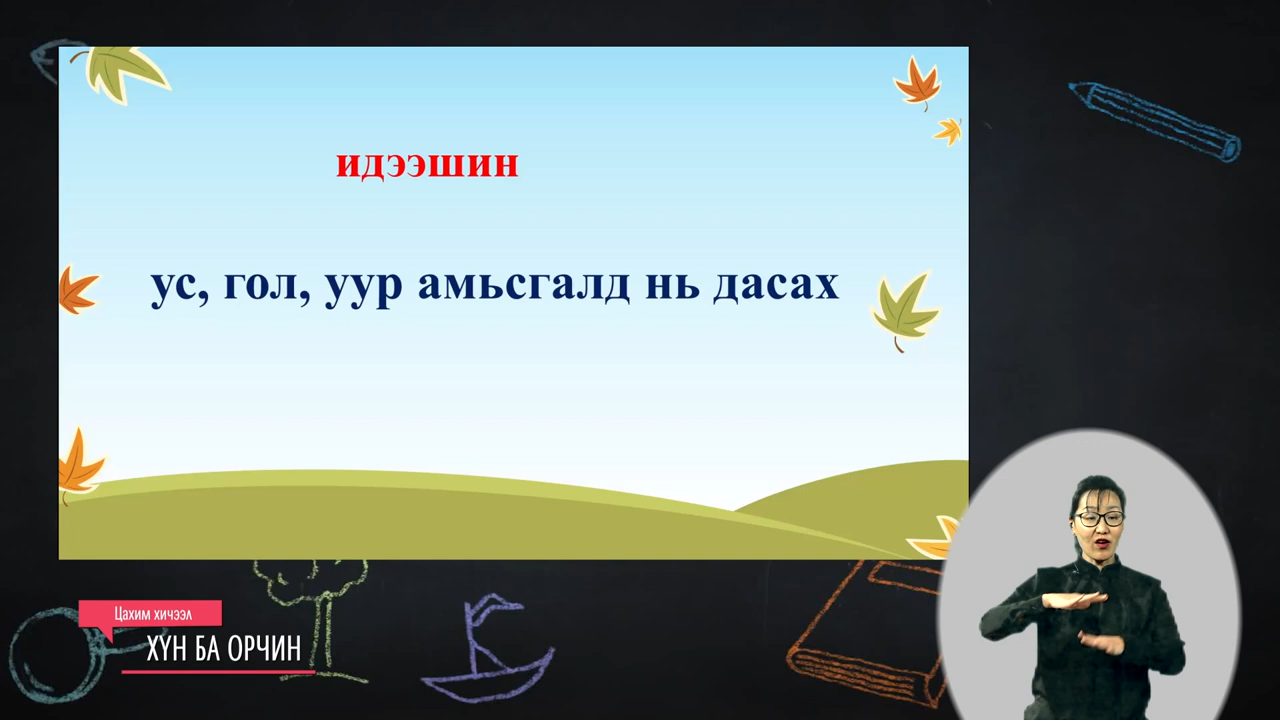 идээшин
ус, гол, уур амьсгалд нь дасах
Цахим хичээл
ХҮН БА ОРЧИН